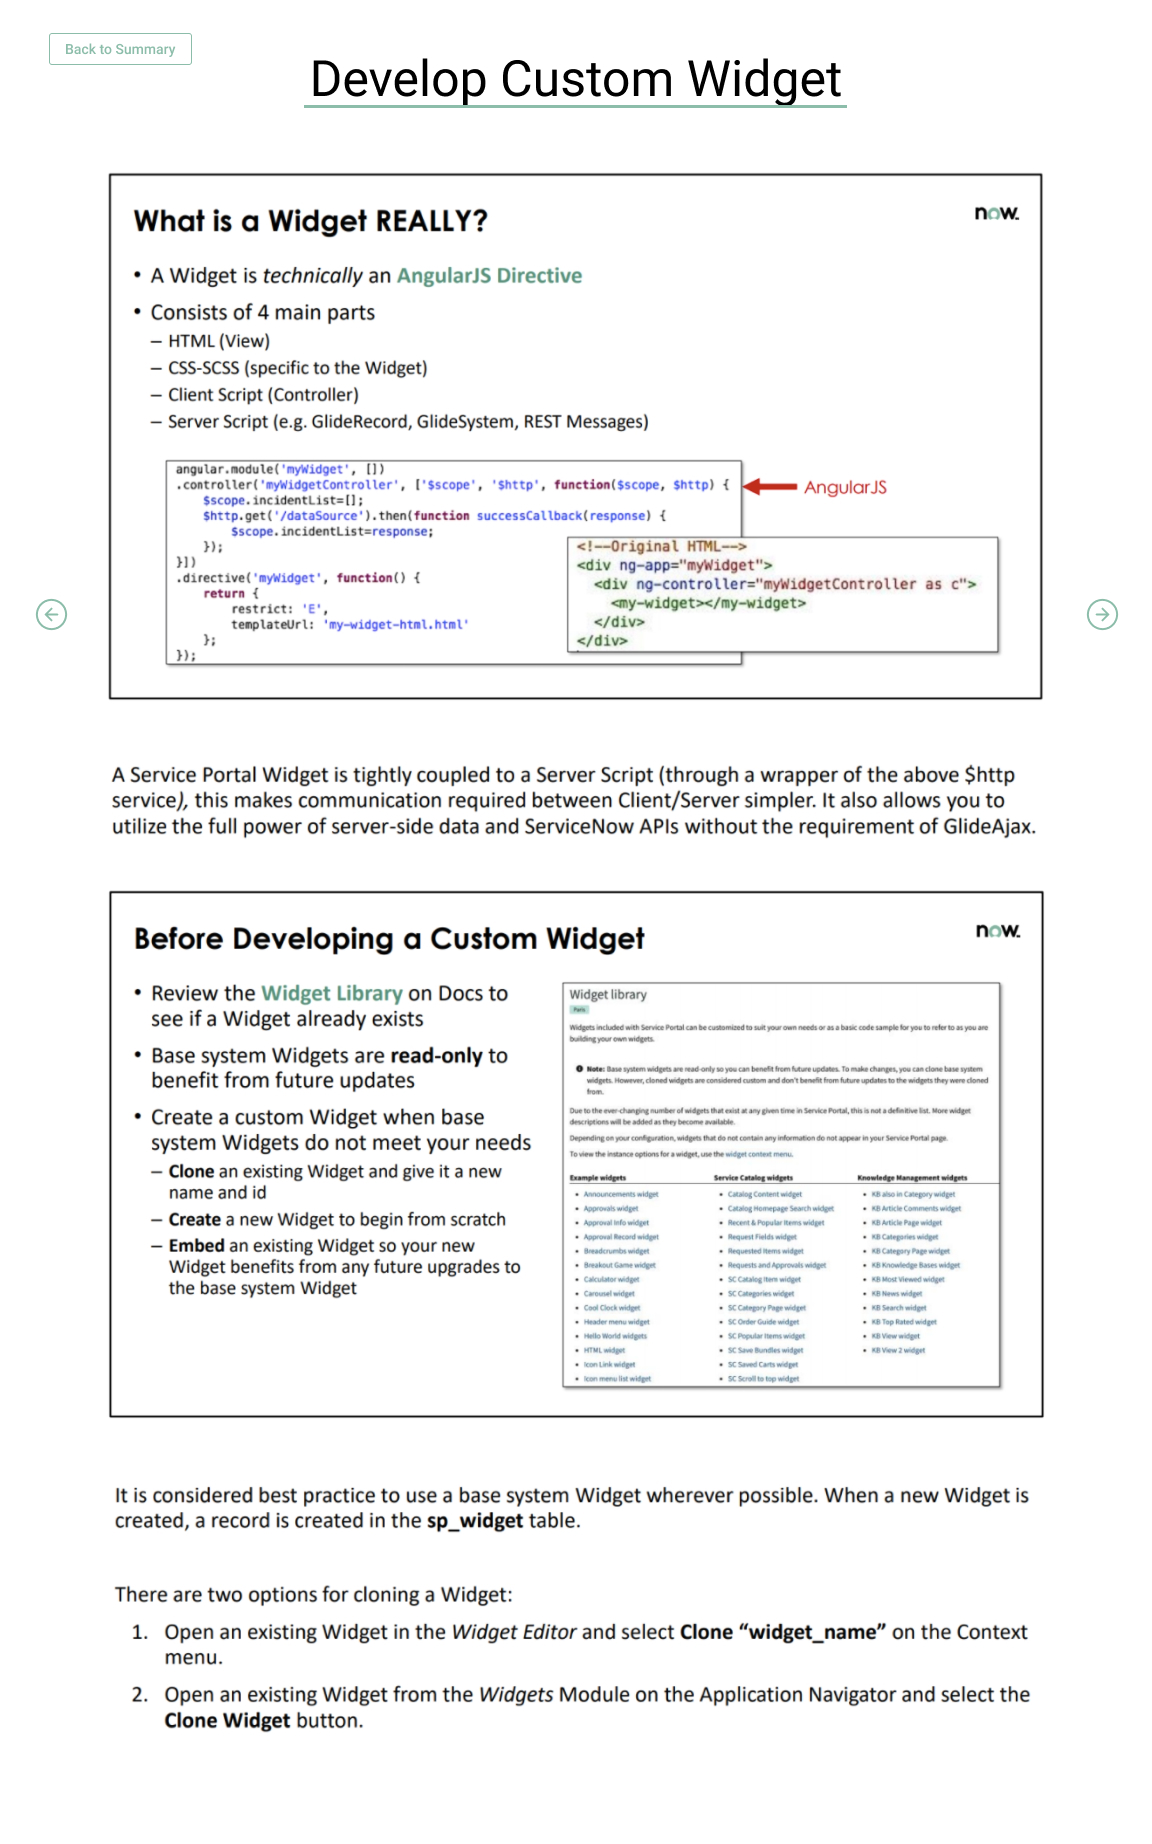 Back to Summary
Develop Custom Widget
What is a Widget REALLY?
now.
• A Widget is technically an AngularJS Directive
• Consists of 4 main parts
– HTML (View)
– CSS-SCSS (specific to the Widget)
– Client Script (Controller)
– Server Script (e.g. GlideRecord, GlideSystem, REST Messages)
angular.module('myWidget', [])
.controller('myWidgetController', ['$scope', '$http', function($scope, $http) {
$scope.incidentList=[];
$http.get('/dataSource').then(function successCallback(response) {
$scope.incidentList=response;
});
}])
.directive('myWidget', function() {
return {
restrict: 'E',
templateUrl: 'my-widget-html.html'
};
});
AngularJS
<!--Original HTML-->
<div ng-app="myWidget">
<div ng-controller="myWidgetController as c">
<my-widget></my-widget>
</div>
</div>
A Service Portal Widget is tightly coupled to a Server Script (through a wrapper of the above $http
service), this makes communication required between Client/Server simpler. It also allows you to
utilize the full power of server-side data and ServiceNow APIs without the requirement of GlideAjax.
Before Developing a Custom Widget
now.
• Review the Widget Library on Docs to
see if a Widget already exists
• Base system Widgets are read-only to
benefit from future updates
• Create a custom Widget when base
system Widgets do not meet your needs
– Clone an existing Widget and give it a new
name and id
– Create a new Widget to begin from scratch
– Embed an existing Widget so your new
Widget benefits from any future upgrades to
the base system Widget
Widget library
Paris
Widgets included with Service Portal can be customized to suit your own needs or as a basic code sample for you to refer to as you are
building your own widgets.
Note: Base system widgets are read-only so you can benefit from future updates. To make changes, you can clone base system
widgets. However, cloned widgets are considered custom and don't benefit from future updates to the widgets they were cloned
from.
Due to the ever-changing number of widgets that exist at any given time in Service Portal, this is not a definitive list. More widget
descriptions will be added as they become available.
Depending on your configuration, widgets that do not contain any information do not appear in your Service Portal page.
To view the instance options for a widget, use the widget context menu.
Example widgets
• Announcements widget
• Approvals widget
• Approval Info widget
• Approval Record widget
• Breadcrumbs widget
• Breakout Game widget
• Calculator widget
• Carousel widget
• Cool Clock widget
• Header menu widget
• Hello World widgets
• HTML widget
• Icon Link widget
• Icon menu list widget
Service Catalog widgets
• Catalog Content widget
• Catalog Homepage Search widget
• Recent & Popular Items widget
• Request Fields widget
• Requested Items widget
• Requests and Approvals widget
• SC Catalog Item widget
• SC Categories widget
• SC Category Page widget
• SC Order Guide widget
• SC Popular Items widget
• SC Save Bundles widget
• SC Saved Carts widget
• SC Scroll to top widget
Knowledge Management widgets
• KB also in Category widget
• KB Article Comments widget
• KB Article Page widget
• KB Categories widget
• KB Category Page widget
• KB Knowledge Bases widget
• KB Most Viewed widget
• KB News widget
• KB Search widget
• KB Top Rated widget
• KB View widget
• KB View 2 widget
It is considered best practice to use a base system Widget wherever possible. When a new Widget is
created, a record is created in the sp_widget table.
There are two options for cloning a Widget:
1. Open an existing Widget in the Widget Editor and select Clone “widget_name” on the Context
menu.
2. Open an existing Widget from the Widgets Module on the Application Navigator and select the
Clone Widget button.